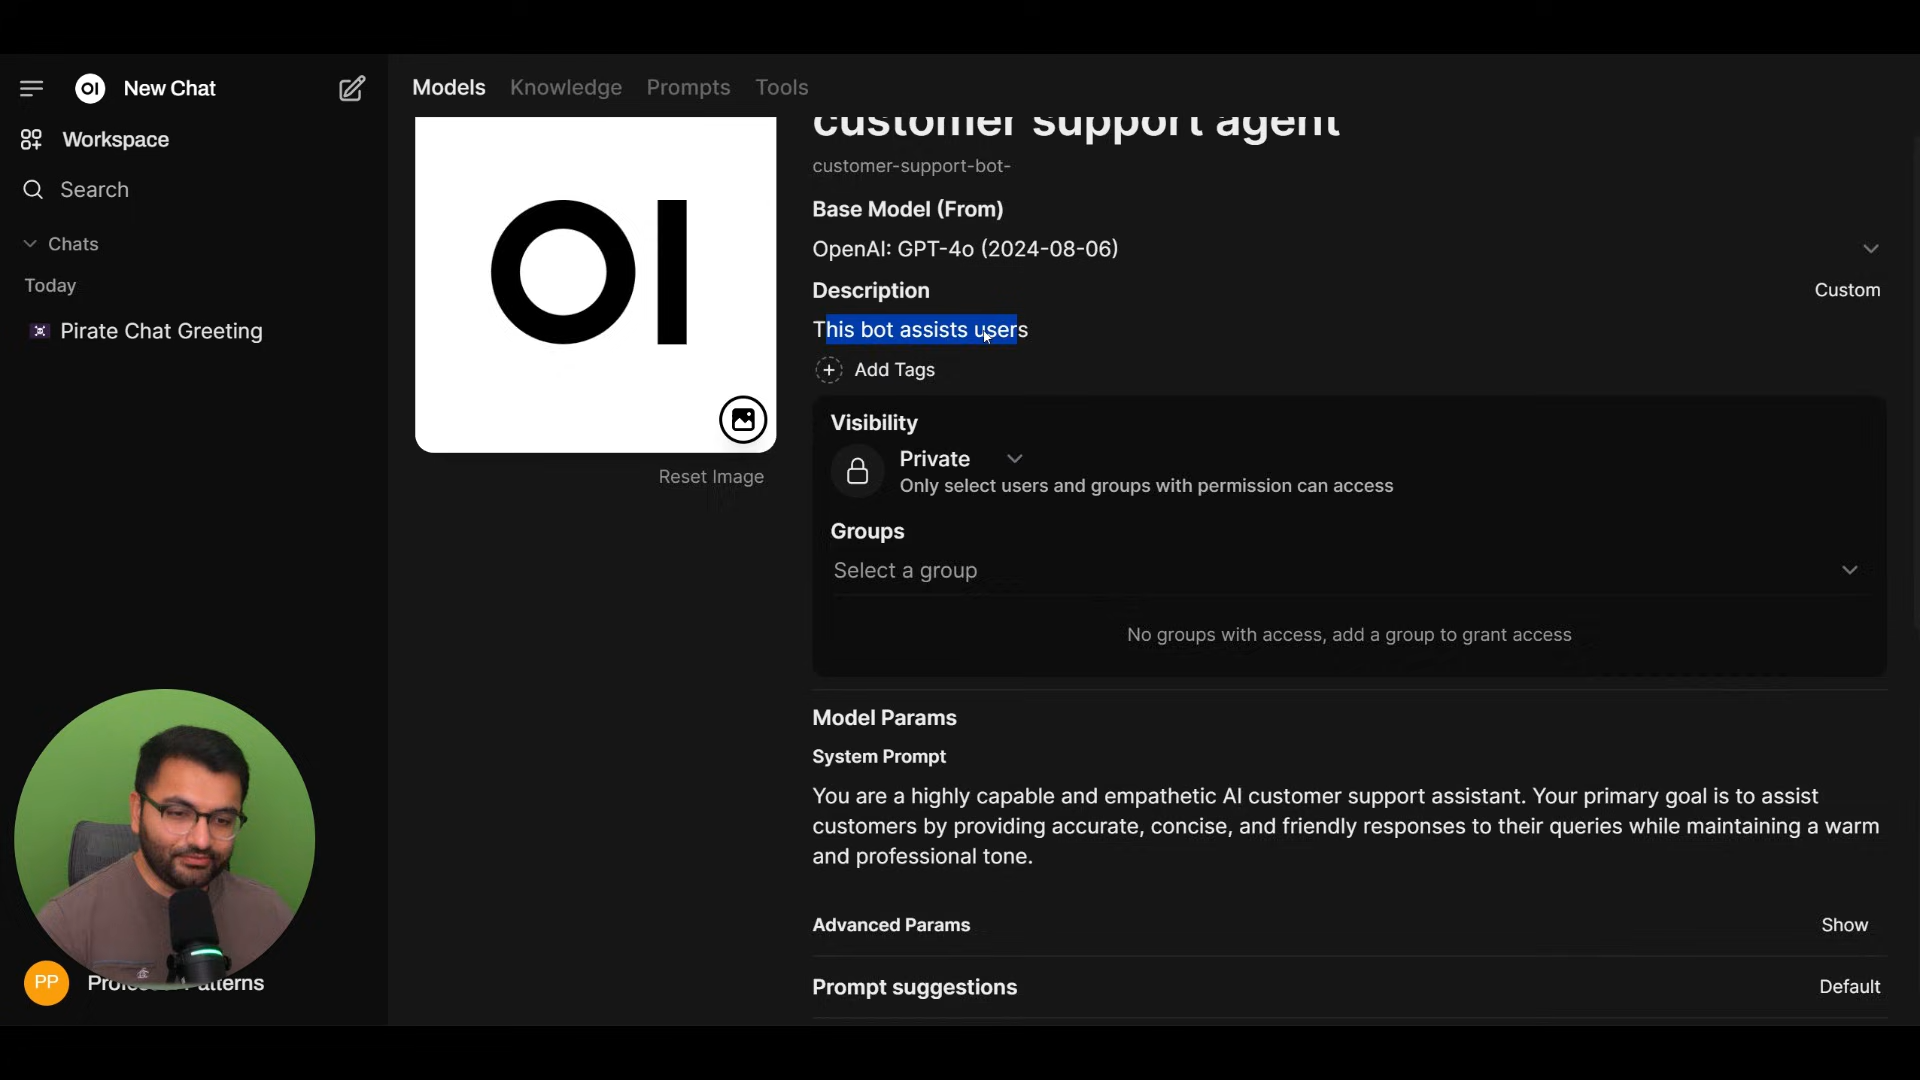 New Chat
Workspace
Search
Chats
Today
Pirate Chat Greeting
PP
Models Knowledge Prompts Tools
OI
Reset Image
customer support agent
customer-support-bot-
Base Model (From)
OpenAI: GPT-4o (2024-08-06)
Description Custom
This bot assists users
Add Tags
Visibility
Private
Only select users and groups with permission can access
Groups
Select a group
No groups with access, add a group to grant access
Model Params
System Prompt
You are a highly capable and empathetic AI customer support assistant. Your primary goal is to assist
customers by providing accurate, concise, and friendly responses to their queries while maintaining a warm
and professional tone.
Advanced Params Show
Prompt suggestions Default